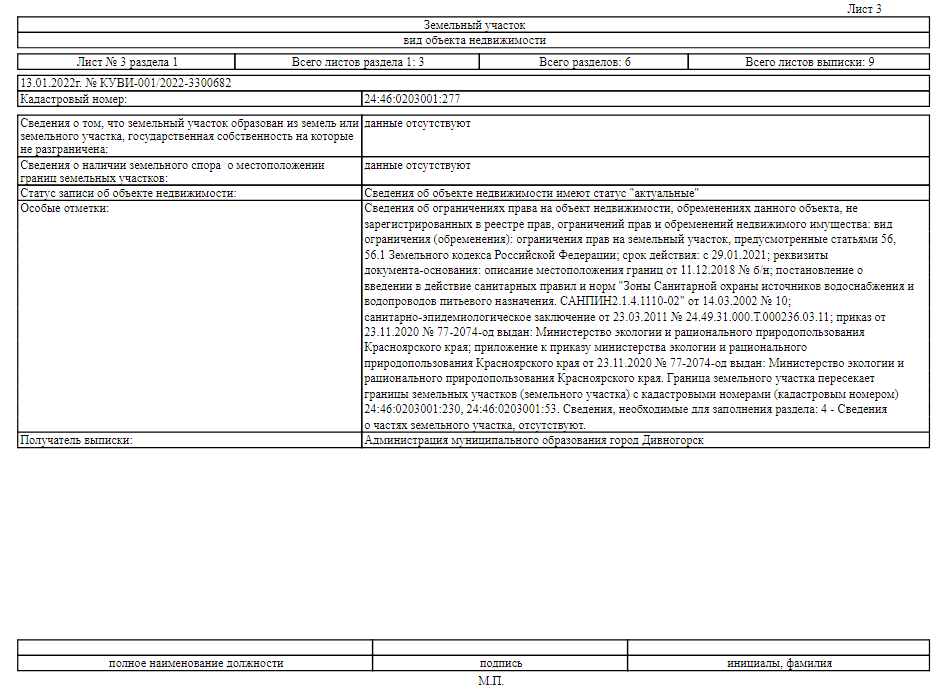 Лист 3
Земельный участок
вид объекта недвижимости
Лист № 3 раздела 1
Всего листов раздела 1: 3
Всего разделов: 6
Всего листов выписки: 9
13.01.2022г. № КУВИ-001/2022-3300682
Кадастровый номер:
24:46:0203001:277
Сведения о том, что земельный участок образован из земель или
земельного участка, государственная собственность на которые
не разграничена:
данные отсутствуют
Сведения о наличии земельного спора о местоположении
границ земельных участков:
данные отсутствуют
Статус записи об объекте недвижимости:
Сведения об объекте недвижимости имеют статус "актуальные"
Особые отметки:
Сведения об ограничениях права на объект недвижимости, обременениях данного объекта, не
зарегистрированных в реестре прав, ограничений прав и обременений недвижимого имущества: вид
ограничения (обременения): ограничения прав на земельный участок, предусмотренные статьями 56,
56.1 Земельного кодекса Российской Федерации; срок действия: с 29.01.2021; реквизиты
документа-основания: описание местоположения границ от 11.12.2018 № б/н; постановление о
введении в действие санитарных правил и норм "Зоны Санитарной охраны источников водоснабжения и
водопроводов питьевого назначения. САНПИН2.1.4.1110-02" от 14.03.2002 № 10;
санитарно-эпидемиологическое заключение от 23.03.2011 № 24.49.31.000.Т.000236.03.11; приказ от
23.11.2020 № 77-2074-од выдан: Министерство экологии и рационального природопользования
Красноярского края; приложение к приказу министерства экологии и рационального
природопользования Красноярского края от 23.11.2020 № 77-2074-од выдан: Министерство экологии и
рационального природопользования Красноярского края. Граница земельного участка пересекает
границы земельных участков (земельного участка) с кадастровыми номерами (кадастровым номером)
24:46:0203001:230, 24:46:0203001:53. Сведения, необходимые для заполнения раздела: 4 - Сведения
о частях земельного участка, отсутствуют.
Получатель выписки:
Администрация муниципального образования город Дивногорск
полное наименование должности
подпись
инициалы, фамилия
М.П.